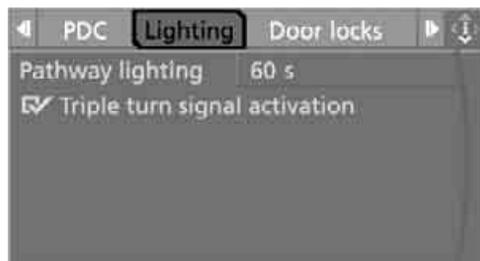 PDC Lighting Door locks
Pathway lighting 60 s
Triple turn signal activation